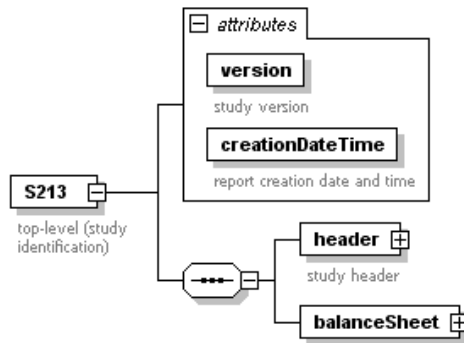 attributes
version
study version
creationDateTime
report creation date and time
S213
top-level (study
identification)
header
study header
balanceSheet